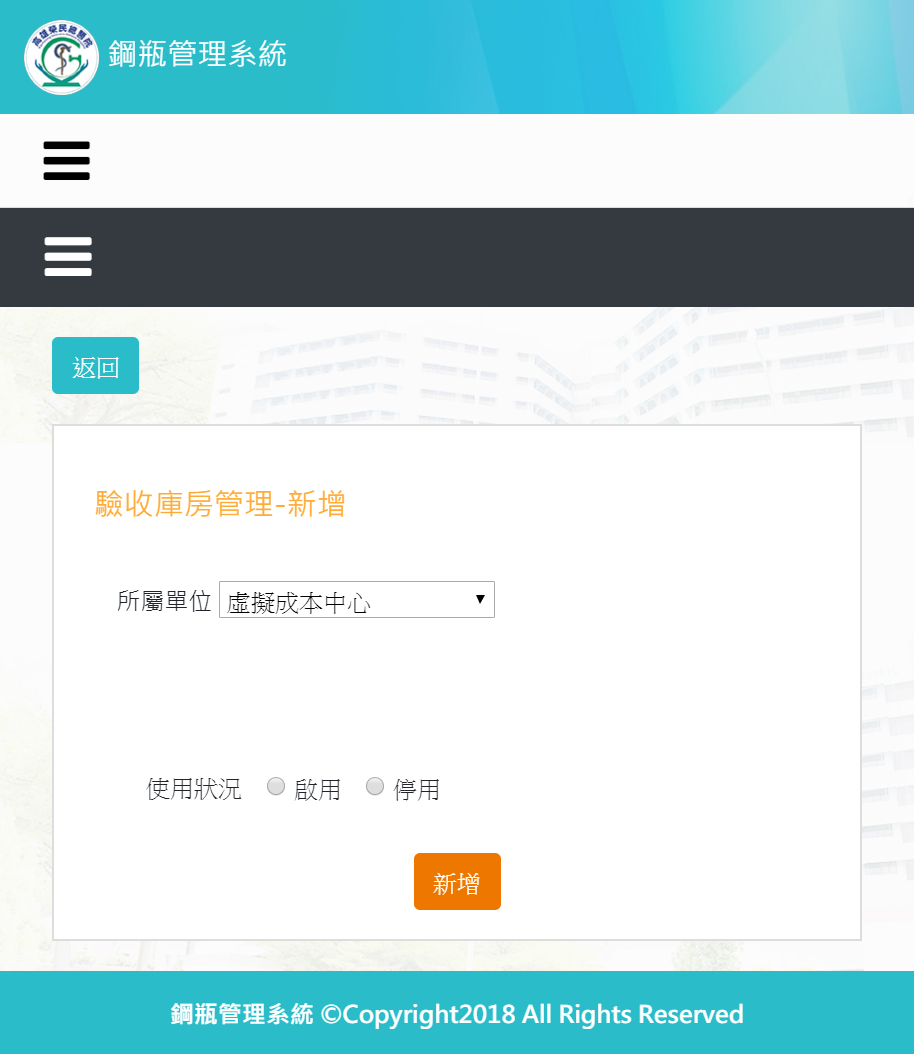 高雄榮民總醫院
鋼瓶管理系統
返回
驗收庫房管理-新增
所屬單位 虛擬成本中心
使用狀況 啟用 停用
新增
鋼瓶管理系統 ©Copyright2018 All Rights Reserved